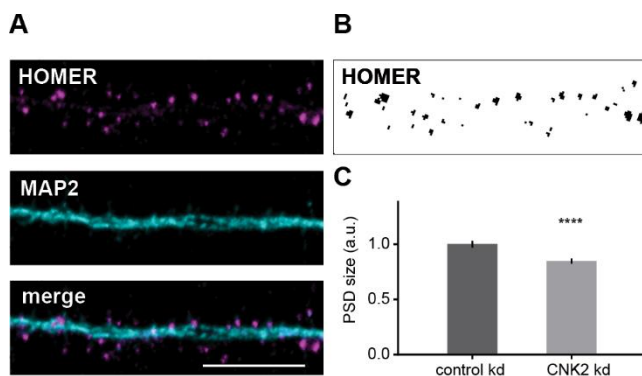 A
HOMER
MAP2
merge
B
HOMER
C
****
PSD size (a.u.)
1.0
0.5
0.0
control kd
CNK2 kd